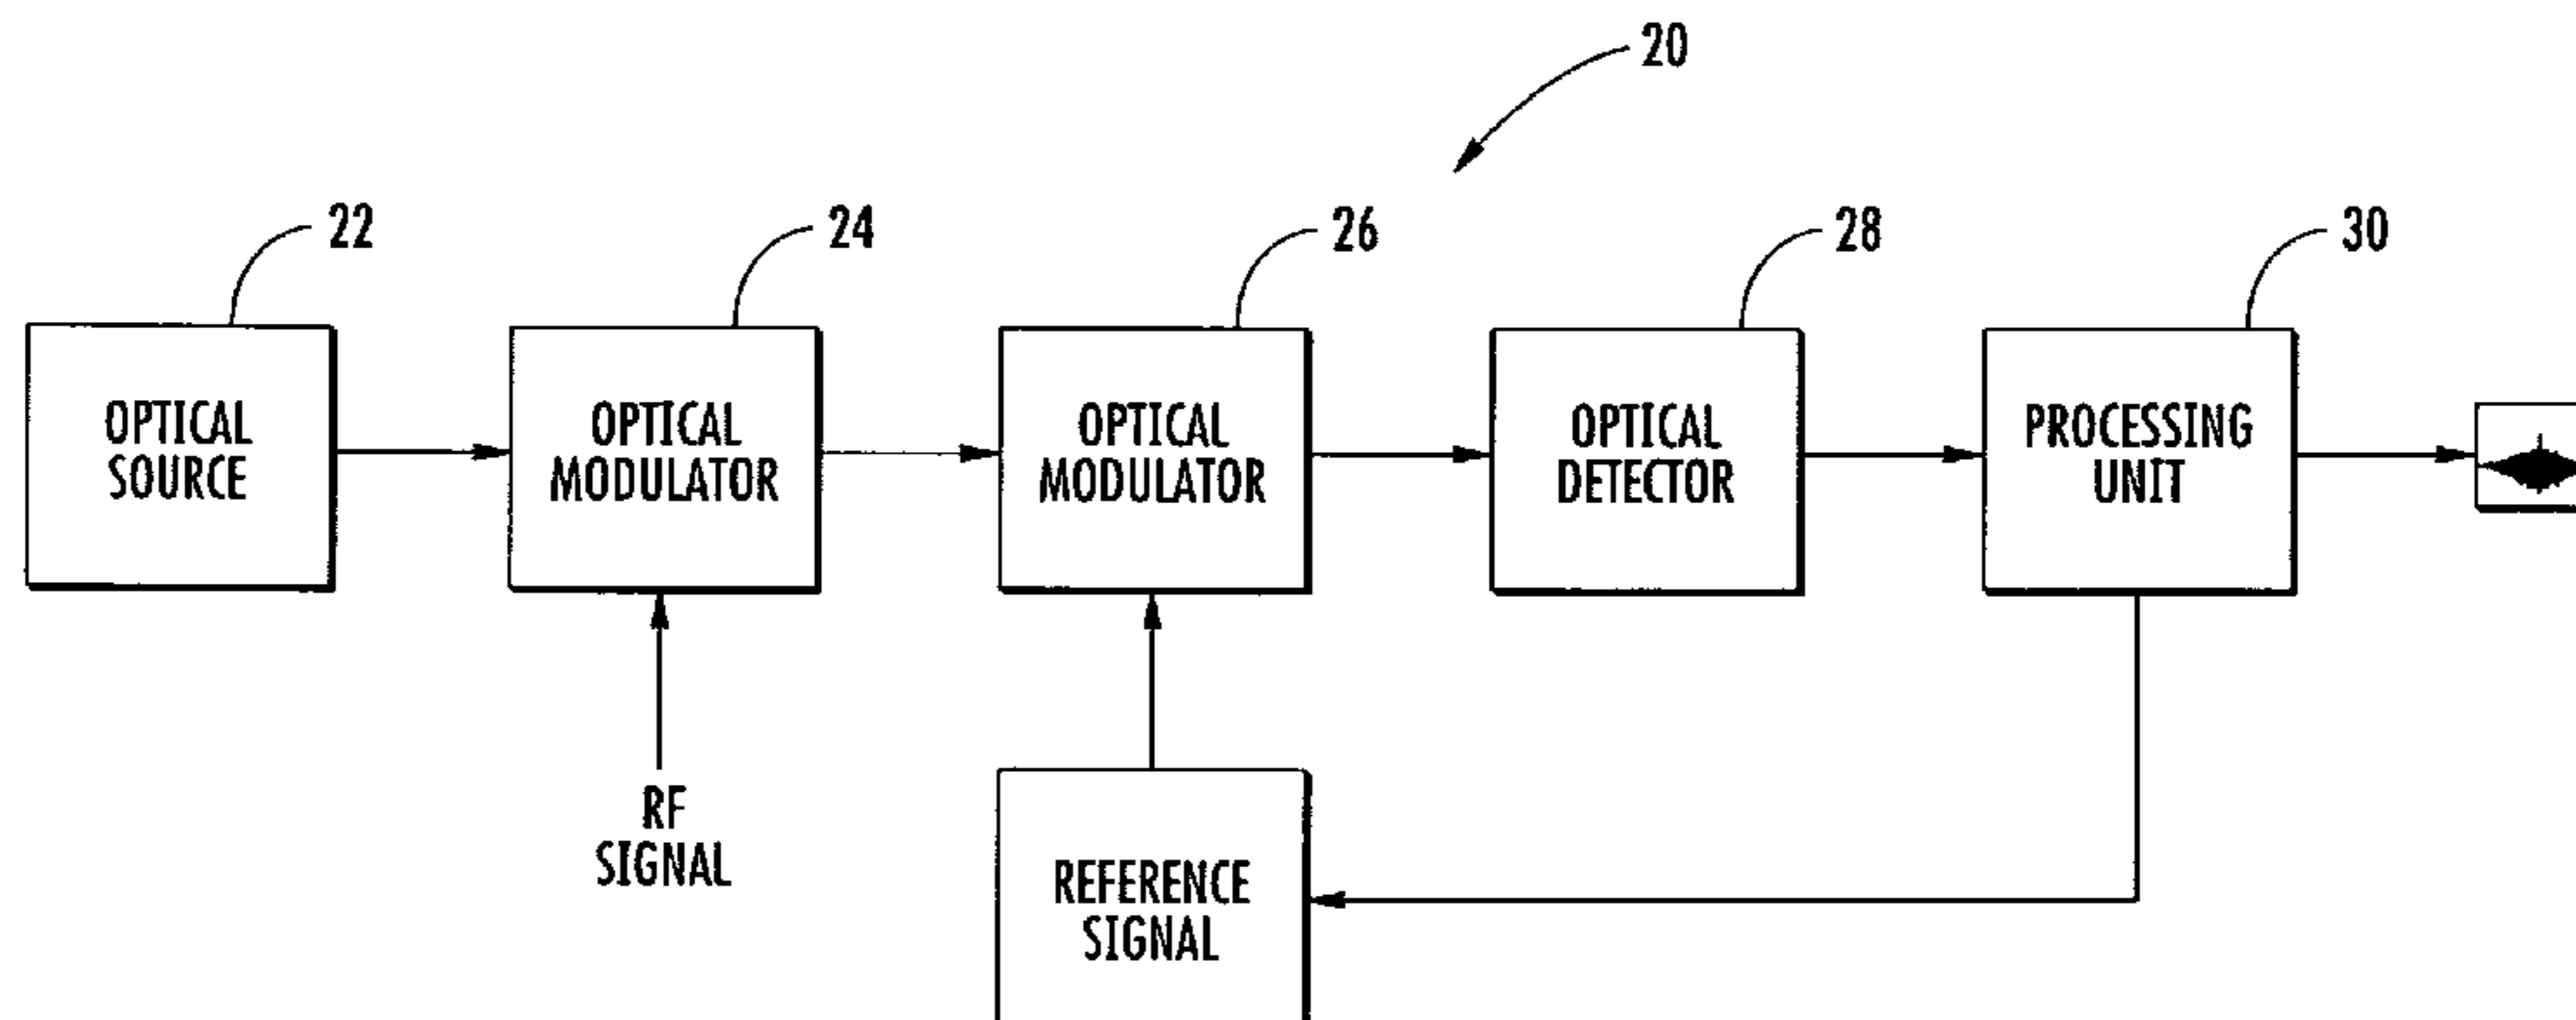 20
22
24
26
28
30
OPTICAL
SOURCE
OPTICAL
MODULATOR
OPTICAL
MODULATOR
OPTICAL
DETECTOR
PROCESSING
UNIT
RF
SIGNAL
REFERENCE
SIGNAL